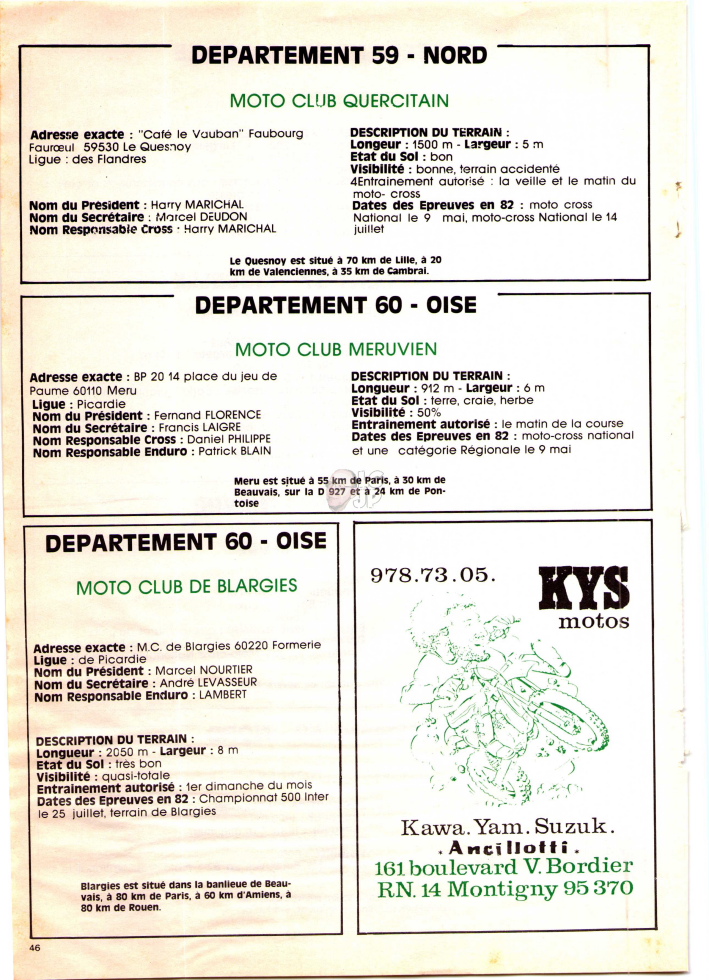 DEPARTEMENT 59 - NORD
MOTO CLUB QUERCITAIN
Adresse exacte : "Café le Vauban" Faubourg
Faurœul 59530 Le Quesnoy
Ligue : des Flandres
Nom du Président : Harry MARICHAL
Nom du Secrétaire : Marcel DEUDON
Nom Responsable Cross : Harry MARICHAL
DESCRIPTION DU TERRAIN :
Longeur : 1500 m - Largeur : 5 m
Etat du Sol : bon
Visibilité : bonne, terrain accidenté
4Entrainement autorisé : la veille et le matin du
moto- cross
Dates des Epreuves en 82 : moto cross
National le 9 mai, moto-cross National le 14
juillet
Le Quesnoy est situé à 70 km de Lille, à 20
km de Valenciennes, à 35 km de Cambrai.
DEPARTEMENT 60 - OISE
MOTO CLUB MERUVIEN
Adresse exacte : BP 20 14 place du jeu de
Paume 60110 Meru
Ligue : Picardie
Nom du Président : Fernand FLORENCE
Nom du Secrétaire : Francis LAIGRE
Nom Responsable Cross : Daniel PHILIPPE
Nom Responsable Enduro : Patrick BLAIN
DESCRIPTION DU TERRAIN :
Longueur : 912 m - Largeur : 6 m
Etat du Sol : terre, craie, herbe
Visibilité : 50%
Entrainement autorisé : le matin de la course
Dates des Epreuves en 82 : moto-cross national
et une catégorie Régionale le 9 mai
Meru est situé à 55 km de Paris, à 30 km de
Beauvais, sur la D 927 et à 24 km de Pon-
toise
DEPARTEMENT 60 - OISE
MOTO CLUB DE BLARGIES
Adresse exacte : M.C. de Blargies 60220 Formerie
Ligue : de Picardie
Nom du Président : Marcel NOURTIER
Nom du Secrétaire : André LEVASSEUR
Nom Responsable Enduro : LAMBERT
DESCRIPTION DU TERRAIN :
Longueur : 2050 m - Largeur : 8 m
Etat du Sol : très bon
Visibilité : quasi-totale
Entrainement autorisé : 1er dimanche du mois
Dates des Epreuves en 82 : Championnat 500 Inter
le 25 juillet, terrain de Blargies
Blargies est situé dans la banlieue de Beau-
vais, à 80 km de Paris, à 60 km d'Amiens, à
80 km de Rouen.
978.73.05.
KYS
motos
Kawa. Yam. Suzuk.
. Ancillotti .
161 boulevard V. Bordier
RN. 14 Montigny 95 370
46